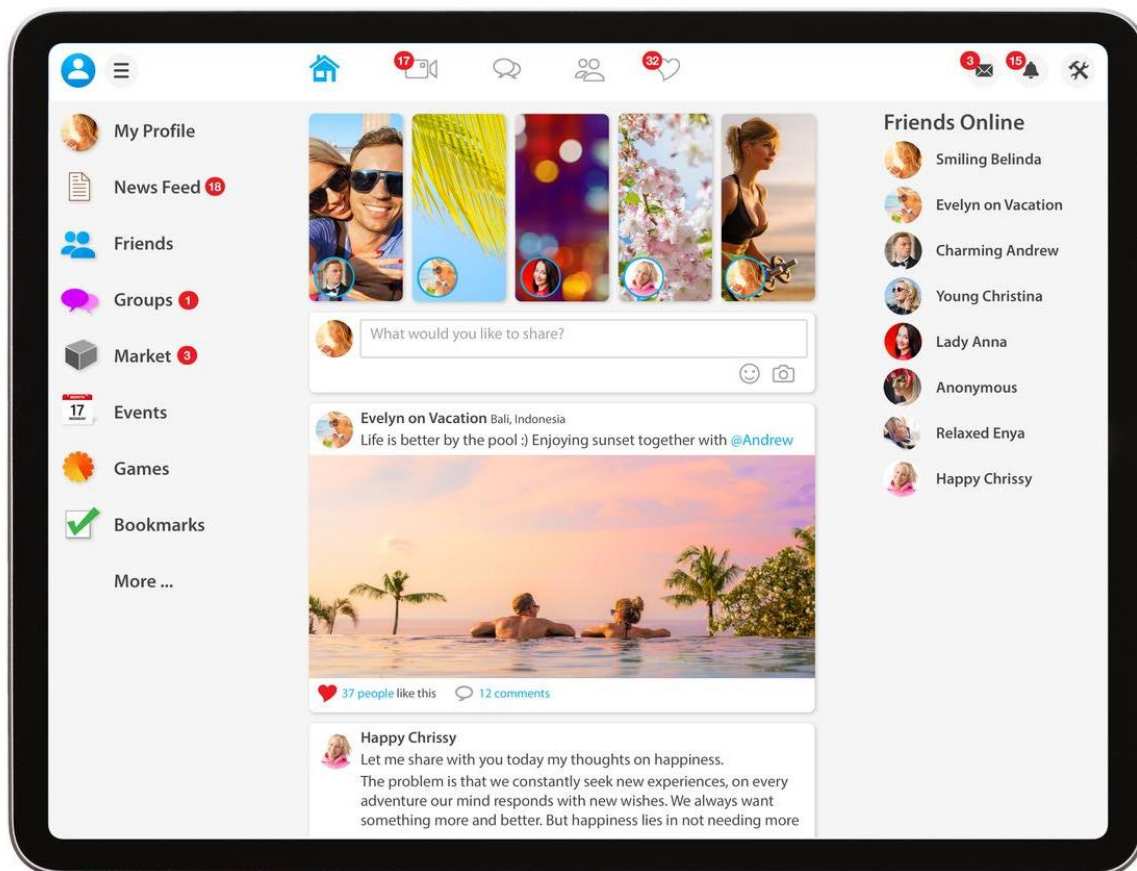 17
32
3
15
My Profile
News Feed 18
Friends
Groups 1
Market 3
17
Events
Games
Bookmarks
More ...
What would you like to share?
Evelyn on Vacation Bali, Indonesia
Life is better by the pool :) Enjoying sunset together with @Andrew
37 people like this
12 comments
Happy Chrissy
Let me share with you today my thoughts on happiness.
The problem is that we constantly seek new experiences, on every
adventure our mind responds with new wishes. We always want
something more and better. But happiness lies in not needing more
Friends Online
Smiling Belinda
Evelyn on Vacation
Charming Andrew
Young Christina
Lady Anna
Anonymous
Relaxed Enya
Happy Chrissy